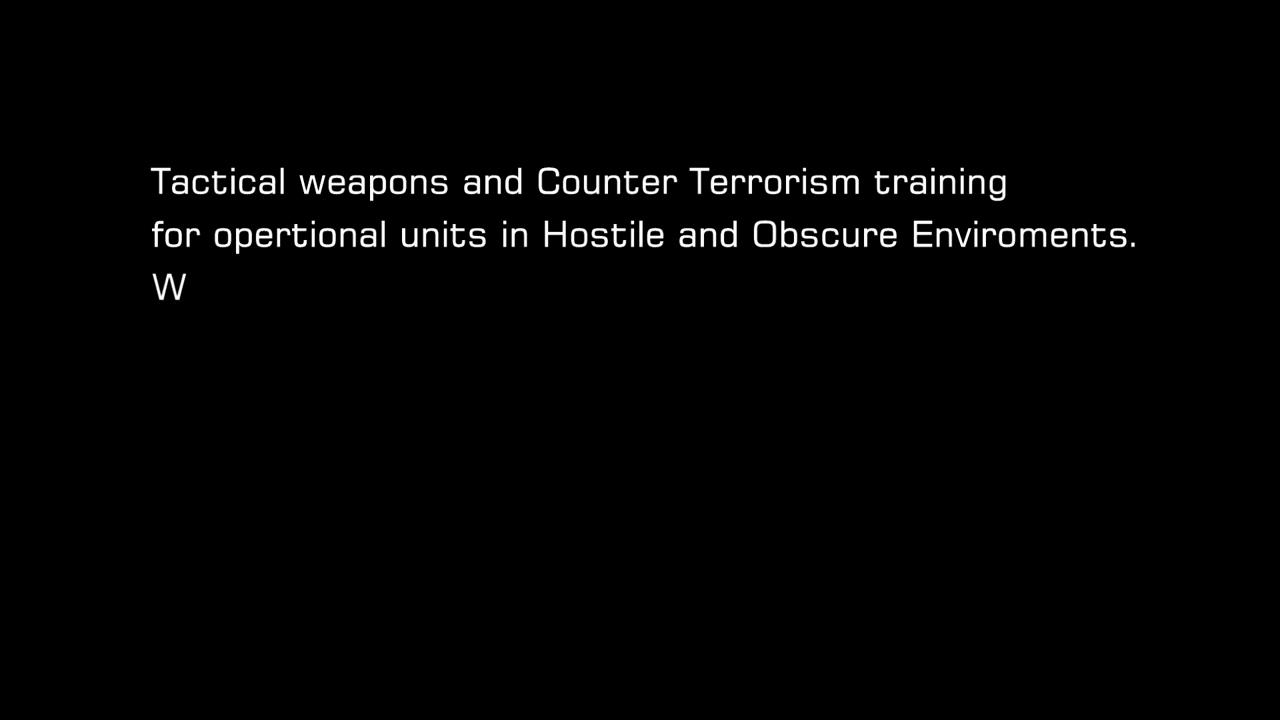 Tactical weapons and Counter Terrorism training
for opertional units in Hostile and Obscure Enviroments.
W